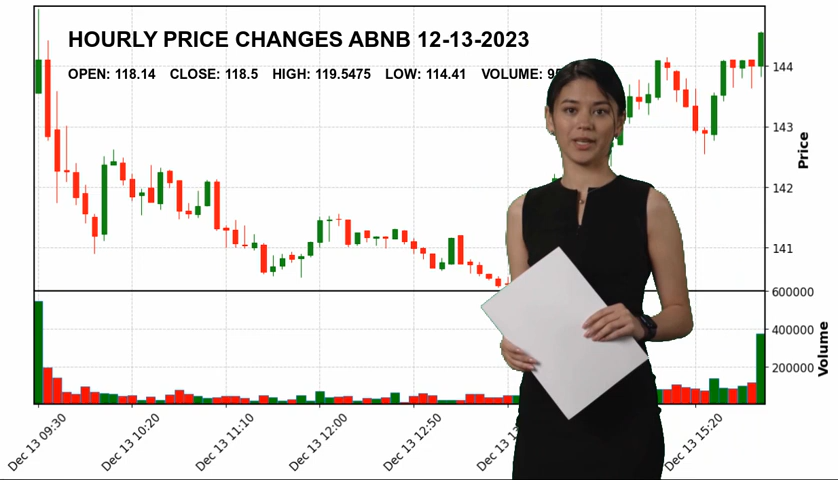 HOURLY PRICE CHANGES ABNB 12-13-2023
OPEN: 118.14 CLOSE: 118.5 HIGH: 119.5475 LOW: 114.41 VOLUME:
144
143
142
141
Price
600000
400000
200000
Volume
Dec 13 09:30
Dec 13 10:20
Dec 13 11:10
Dec 13 12:00
Dec 13 12:50
Dec 13
Dec 13 15:20